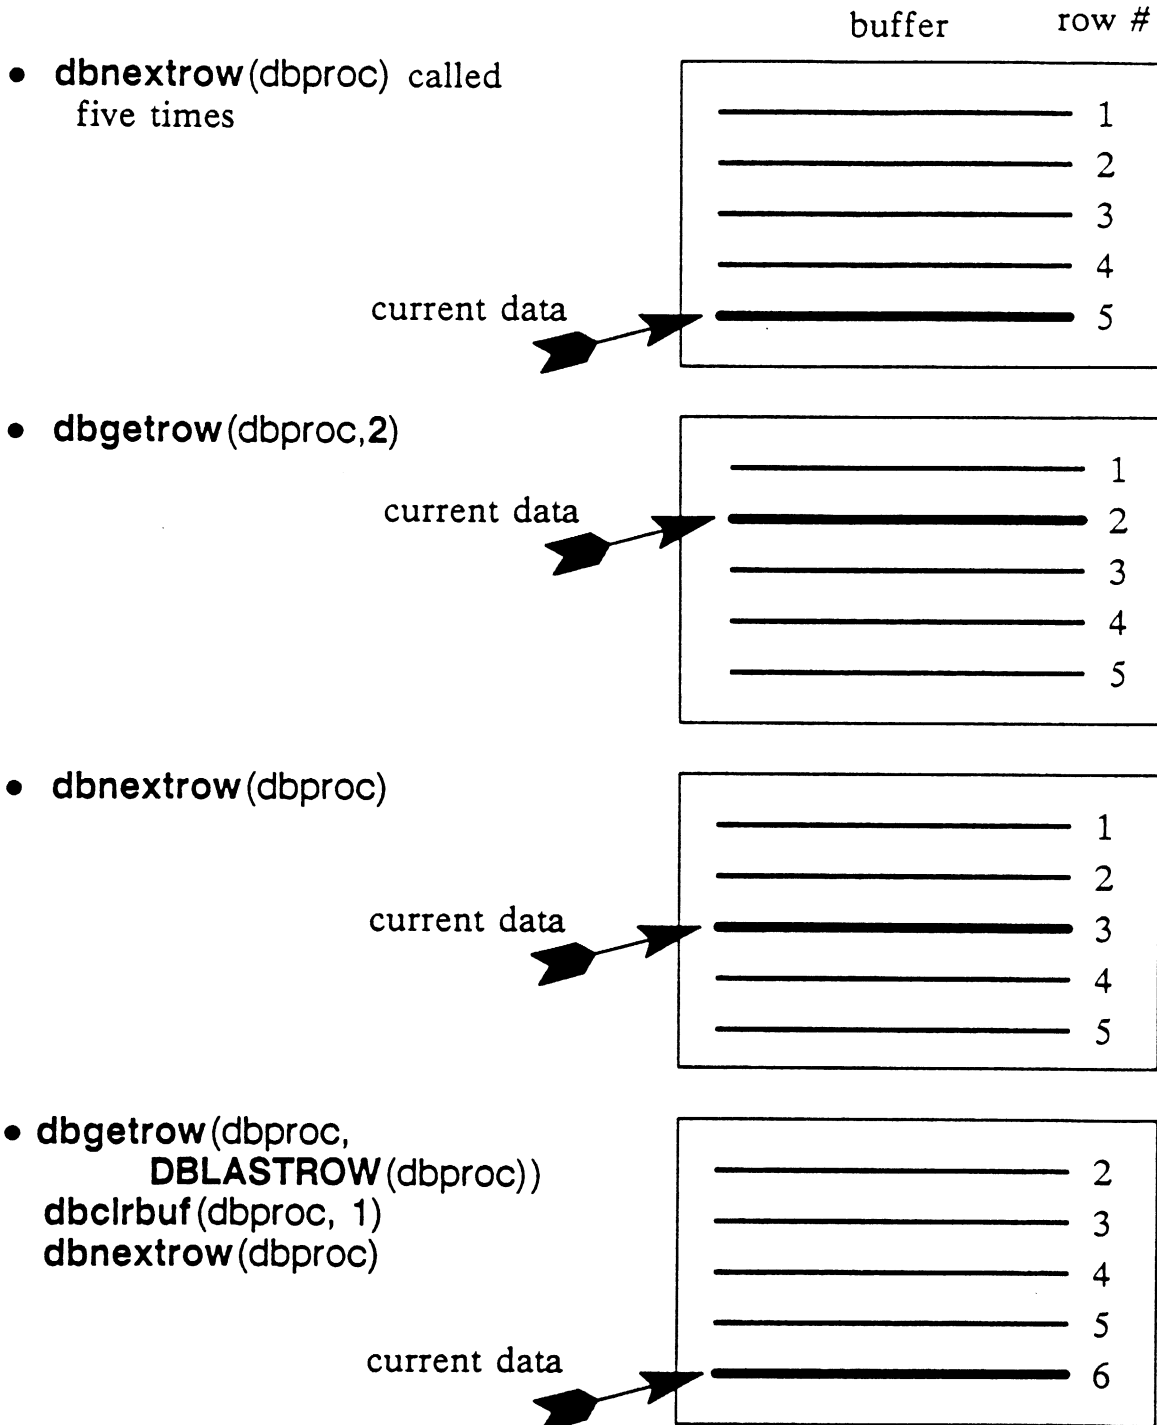 buffer row #
• dbnextrow(dbproc) called
five times
1
2
3
4
current data
5
• dbgetrow(dbproc,2)
1
current data
2
3
4
5
• dbnextrow(dbproc)
1
2
current data
3
4
5
• dbgetrow(dbproc,
DBLASTROW(dbproc))
dbclrbuf(dbproc, 1)
dbnextrow(dbproc)
2
3
4
5
current data
6